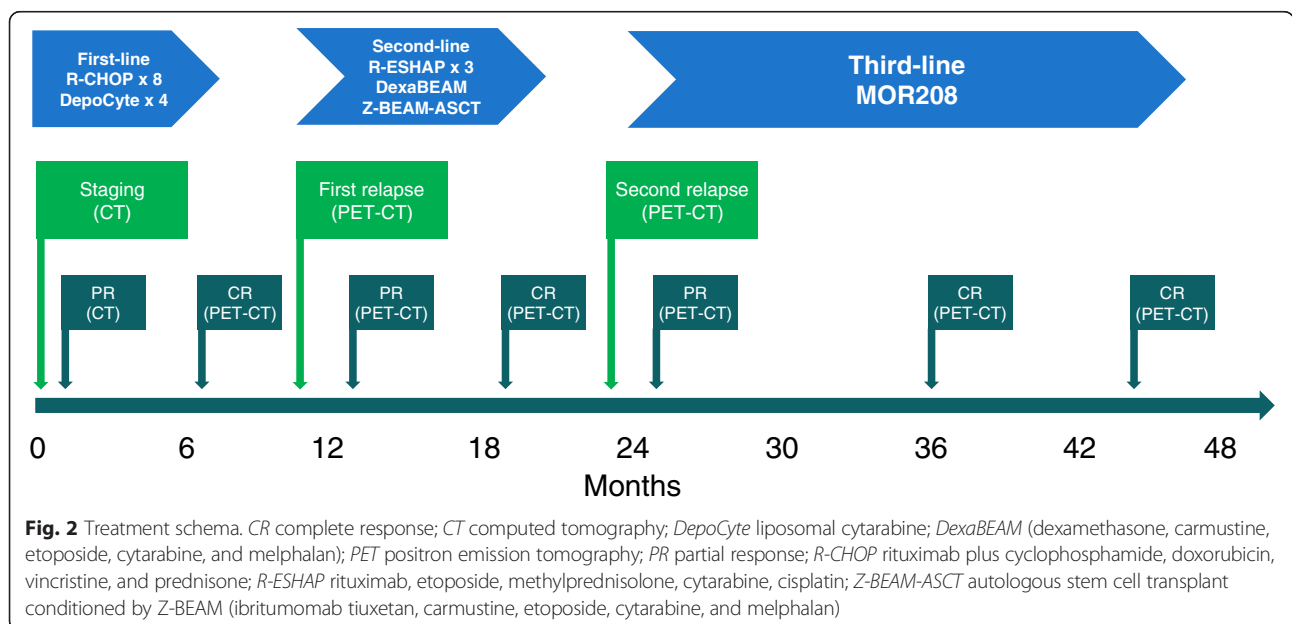 First-line
R-CHOP x 8
DepoCyte x 4
Second-line
R-ESHAP x 3
DexaBEAM
Z-BEAM-ASCT
Third-line
MOR208
Staging
(CT)
First relapse
(PET-CT)
Second relapse
(PET-CT)
PR
(CT)
CR
(PET-CT)
PR
(PET-CT)
CR
(PET-CT)
PR
(PET-CT)
CR
(PET-CT)
CR
(PET-CT)
0 6 12 18 24 30 36 42 48
Months
Fig. 2 Treatment schema. CR complete response; CT computed tomography; DepoCyte liposomal cytarabine; DexaBEAM (dexamethasone, carmustine,
etoposide, cytarabine, and melphalan); PET positron emission tomography; PR partial response; R-CHOP rituximab plus cyclophosphamide, doxorubicin,
vincristine, and prednisone; R-ESHAP rituximab, etoposide, methylprednisolone, cytarabine, cisplatin; Z-BEAM-ASCT autologous stem cell transplant
conditioned by Z-BEAM (ibritumomab tiuxetan, carmustine, etoposide, cytarabine, and melphalan)